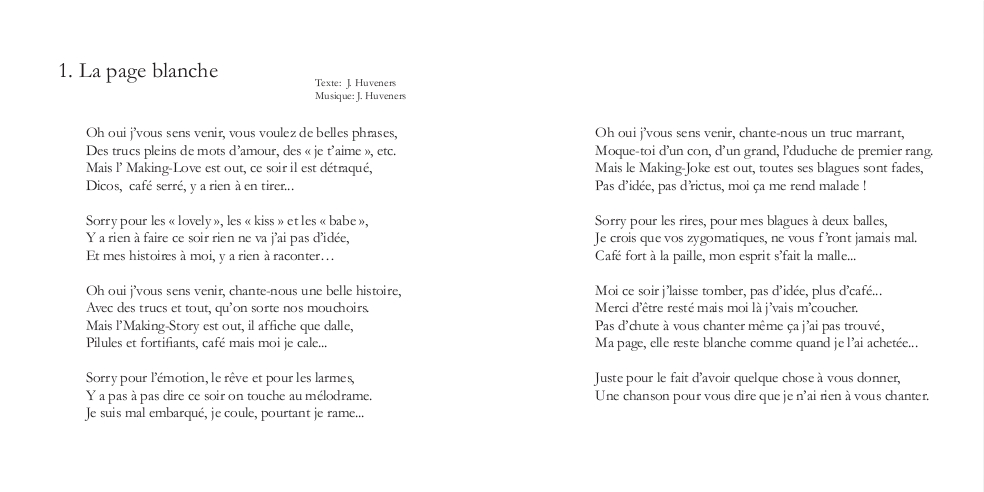 1. La page blanche
Texte: J. Huveners
Musique: J. Huveners
Oh oui j'vous sens venir, vous voulez de belles phrases,
Des trucs pleins de mots d'amour, des « je t'aime », etc.
Mais l' Making-Love est out, ce soir il est détraqué,
Dicos, café serré, y a rien à en tirer...

Sorry pour les « lovely », les « kiss » et les « babe »,
Y a rien à faire ce soir rien ne va j'ai pas d'idée,
Et mes histoires à moi, y a rien à raconter…

Oh oui j'vous sens venir, chante-nous une belle histoire,
Avec des trucs et tout, qu'on sorte nos mouchoirs.
Mais l'Making-Story est out, il affiche que dalle,
Pilules et fortifiants, café mais moi je cale...

Sorry pour l'émotion, le rêve et pour les larmes,
Y a pas à pas dire ce soir on touche au mélodrame.
Je suis mal embarqué, je coule, pourtant je rame...

Oh oui j'vous sens venir, chante-nous un truc marrant,
Moque-toi d'un con, d'un grand, l'duduche de premier rang.
Mais le Making-Joke est out, toutes ses blagues sont fades,
Pas d'idée, pas d'rictus, moi ça me rend malade !

Sorry pour les rires, pour mes blagues à deux balles,
Je crois que vos zygomatiques, ne vous f'ront jamais mal.
Café fort à la paille, mon esprit s'fait la malle...

Moi ce soir j'laisse tomber, pas d'idée, plus d'café...
Merci d'être resté mais moi là j'vais m'coucher.
Pas d'chute à vous chanter même ça j'ai pas trouvé,
Ma page, elle reste blanche comme quand je l'ai achetée...

Juste pour le fait d'avoir quelque chose à vous donner,
Une chanson pour vous dire que je n'ai rien à vous chanter.